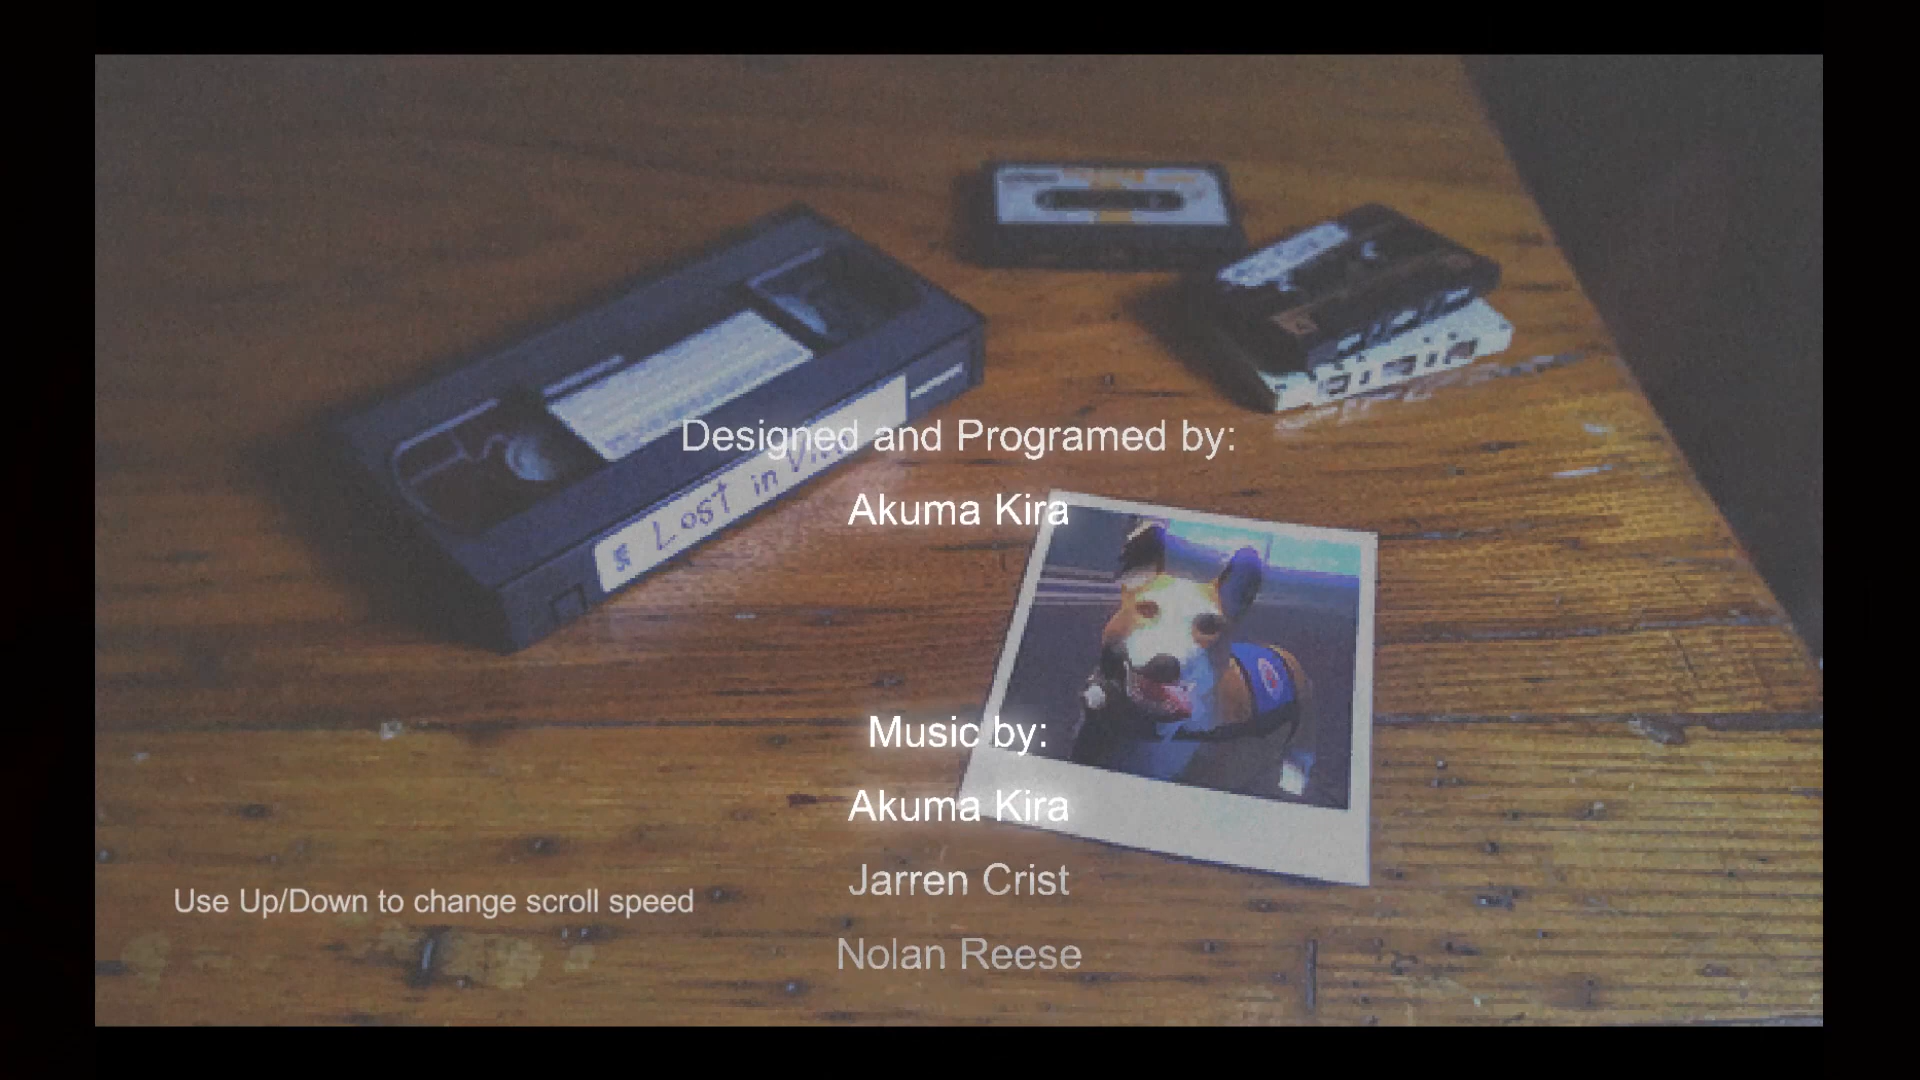 Designed and Programed by:
Lost in
Akuma Kira
Music by:
Akuma Kira
Jarren Crist
Use Up/Down to change scroll speed
Nolan Reese